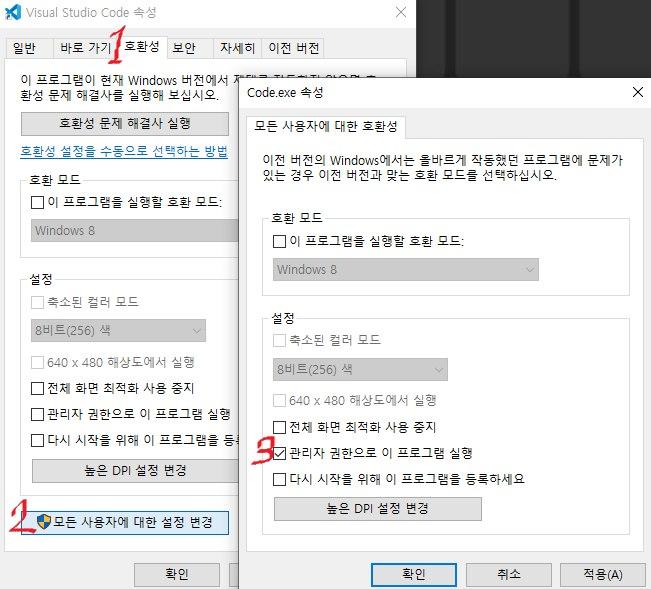 Visual Studio Code 속성
일반
바로 가기
호환성
보안
자세히
이전 버전
1
이 프로그램이 현재 Windows 버전에서
환성 문제 해결사를 실행해 보십시오.
호환성 문제 해결사 실행
호환성 설정을 수동으로 선택하는 방법
호환 모드
이 프로그램을 실행할 호환 모드:
Windows 8
설정
축소된 컬러 모드
8비트(256) 색
640 x 480 해상도에서 실행
전체 화면 최적화 사용 중지
관리자 권한으로 이 프로그램 실행
다시 시작을 위해 이 프로그램을
높은 DPI 설정 변경
2
모든 사용자에 대한 설정 변경
확인
Code.exe 속성
모든 사용자에 대한 호환성
이전 버전의 Windows에서는 올바르게 작동했던 프로그램에 문제가
있는 경우 이전 버전과 맞는 호환 모드를 선택하십시오.
호환 모드
이 프로그램을 실행할 호환 모드:
Windows 8
설정
축소된 컬러 모드
8비트(256) 색
640 x 480 해상도에서 실행
전체 화면 최적화 사용 중지
3
관리자 권한으로 이 프로그램 실행
다시 시작을 위해 이 프로그램을 등록하세요
높은 DPI 설정 변경
확인
취소
적용(A)